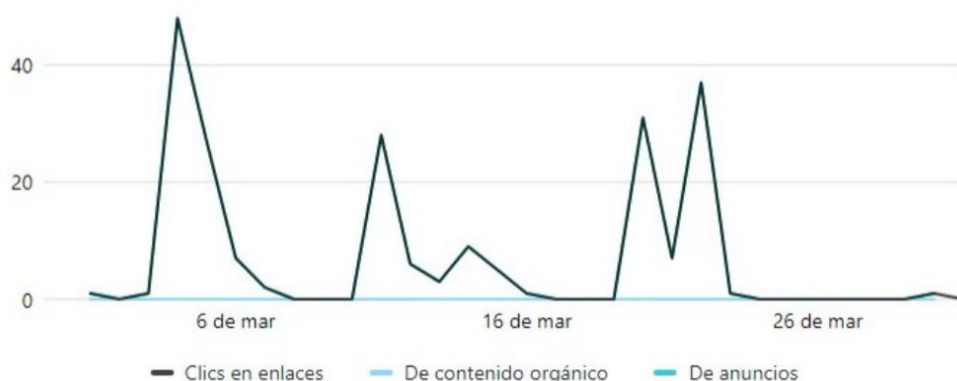 40
20
0
6 de mar 16 de mar 26 de mar
Clics en enlaces De contenido orgánico De anuncios